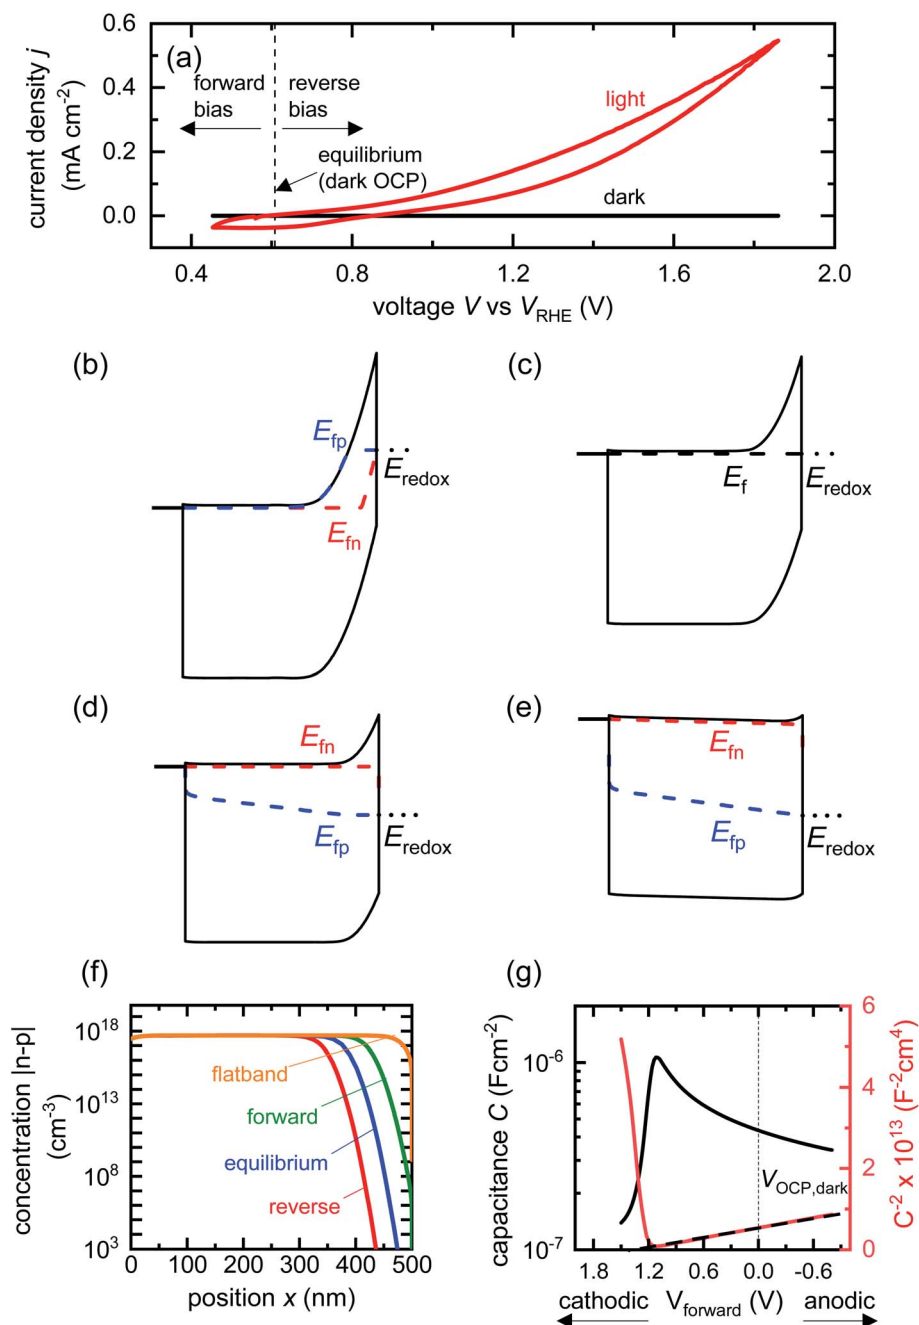 (a)
current density j
(mA cm-2)
0.6
0.4
0.2
0.0
forward
bias
reverse
bias
equilibrium
(dark OCP)
light
dark
0.4 0.8 1.2 1.6 2.0
voltage V vs VRHE (V)
(b)
Efp
Eredox
Efn
(c)
Ef
Eredox
(d)
Efn
Efp
Eredox
(e)
Efn
Efp
Eredox
(f)
concentration |n-p|
(cm-3)
1018
1013
108
103
flatband
forward
equilibrium
reverse
0 100 200 300 400 500
position x (nm)
(g)
capacitance C (Fcm-2)
10-6
10-7
VOCP,dark
C-2 x 1013 (F-2cm4)
6
4
2
0
1.8 1.2 0.6 0.0 -0.6
cathodic Vforward (V) anodic